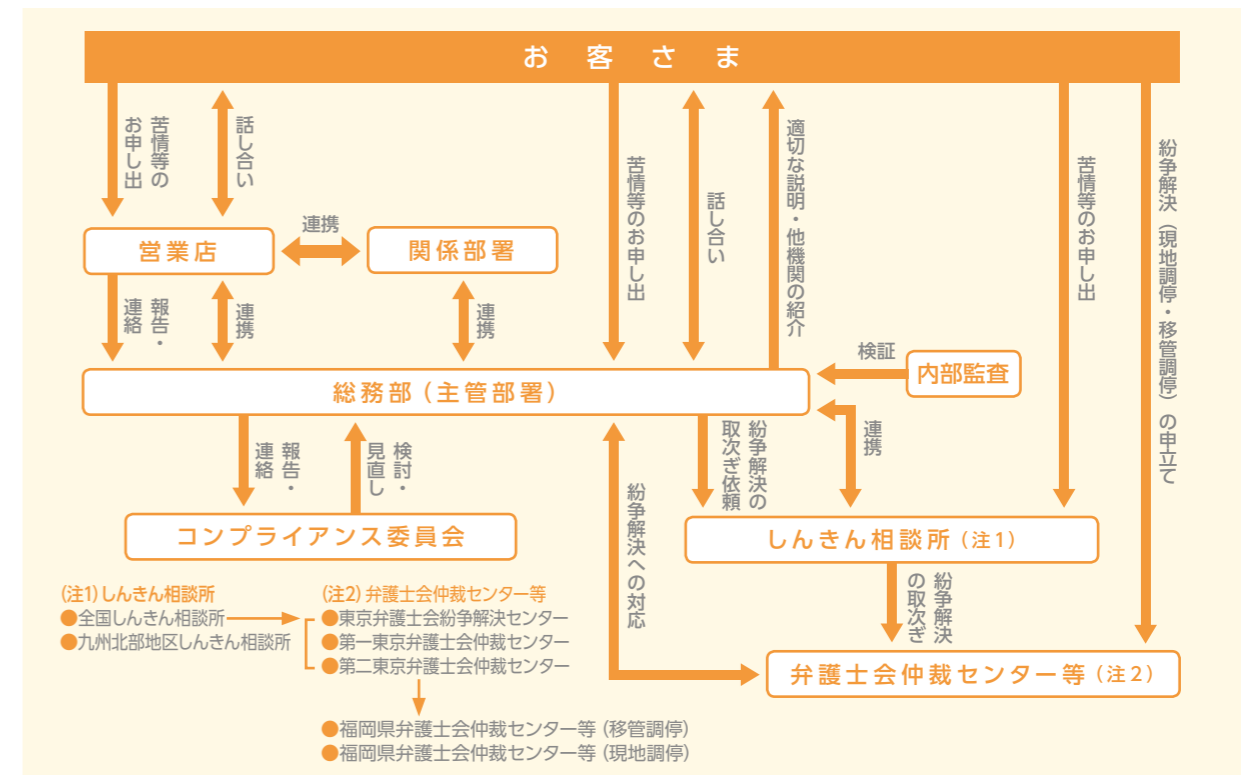 お客さま
苦情等の
お申し出
話し合い
苦情等のお申し出
話し合い
適切な説明・他機関の紹介
苦情等のお申し出
紛争解決（現地調停・移管調停）の申立て
営業店
連携
関係部署
報告・
連絡
連携
連携
検証
内部監査
総務部（主管部署）
報告・
連絡
検討・
見直し
紛争解決への対応
紛争解決の
取次ぎ依頼
連携
コンプライアンス委員会
しんきん相談所（注1）
紛争解決
の取次ぎ
弁護士会仲裁センター等（注2）
（注1）しんきん相談所
●全国しんきん相談所
●九州北部地区しんきん相談所
（注2）弁護士会仲裁センター等
●東京弁護士会紛争解決センター
●第一東京弁護士会仲裁センター
●第二東京弁護士会仲裁センター
●福岡県弁護士会仲裁センター等（移管調停）
●福岡県弁護士会仲裁センター等（現地調停）